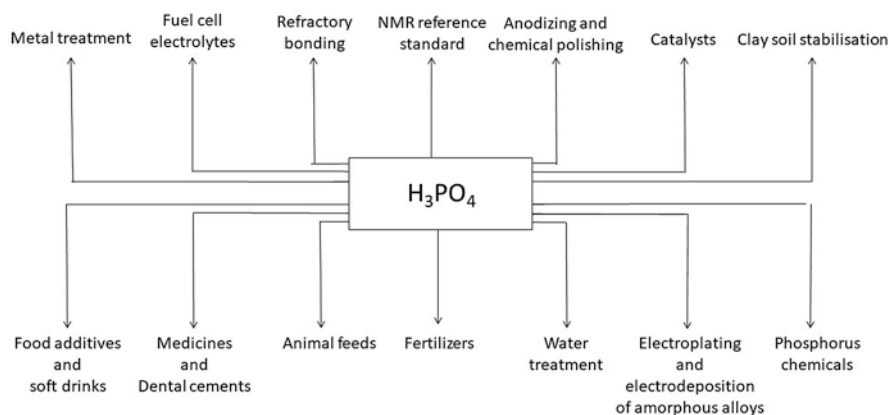 Metal treatment
Fuel cell
electrolytes
Refractory
bonding
NMR reference
standard
Anodizing and
chemical polishing
Catalysts
Clay soil stabilisation
H₃PO₄
Food additives
and
soft drinks
Medicines
and
Dental cements
Animal feeds
Fertilizers
Water
treatment
Electroplating
and
electrodeposition
of amorphous alloys
Phosphorus
chemicals